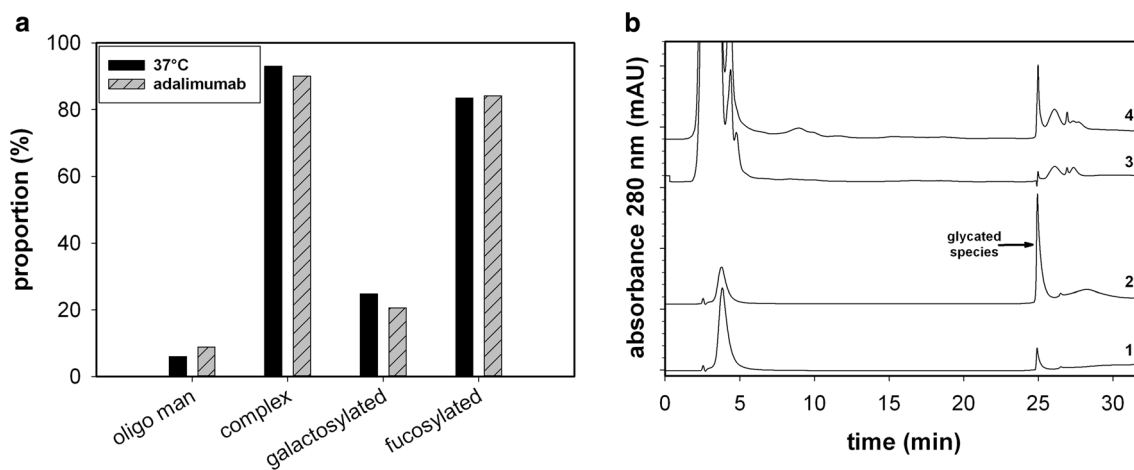 a
100
80
60
40
20
0
proportion (%)
37°C
adalimumab
oligo man
complex
galactosylated
fucosylated
b
absorbance 280 nm (mAU)
4
3
glycated
species
2
1
0 5 10 15 20 25 30
time (min)